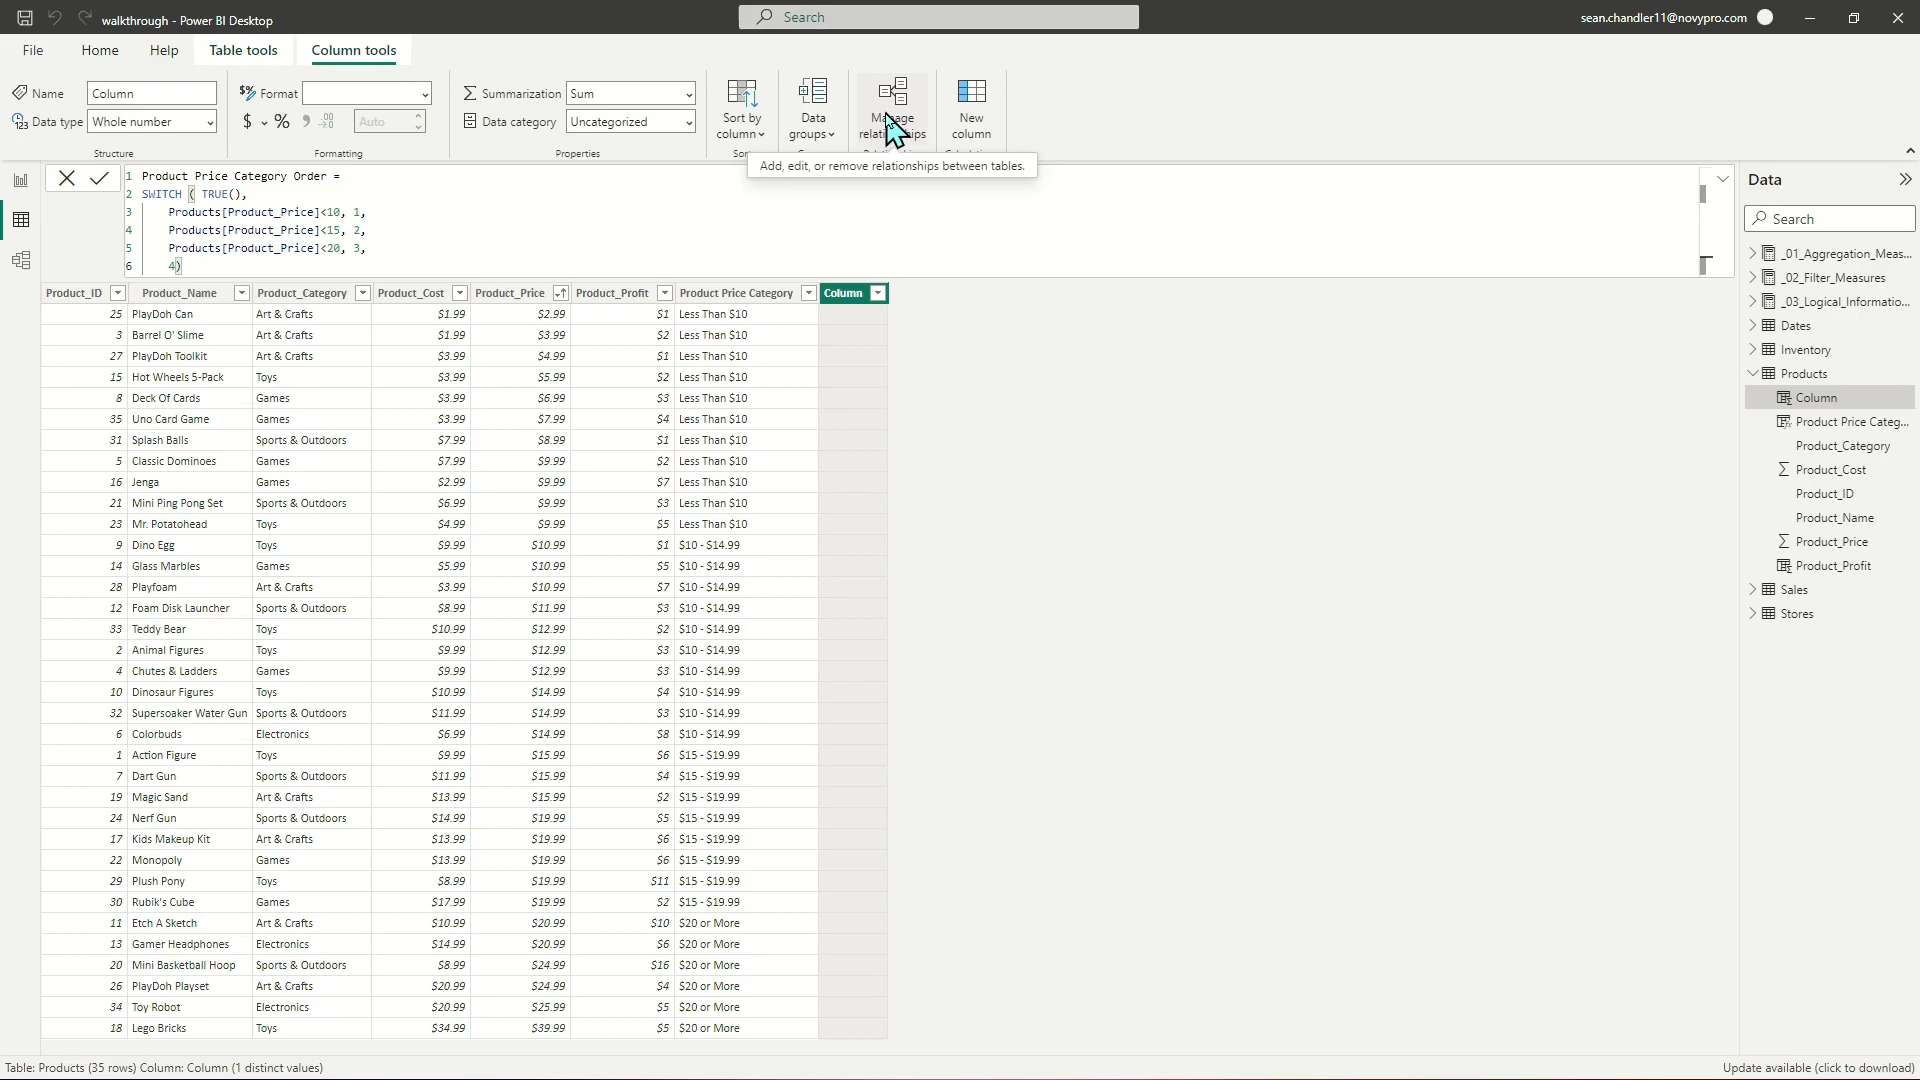 walkthrough - Power BI Desktop
Search
sean.chandler11@novypro.com
File
Home
Help
Table tools
Column tools
Name
Column
Data type
Whole number
Structure
Format
$
%
Auto
Formatting
Summarization
Sum
Data category
Uncategorized
Properties
Sort by
column
Data
groups
Manage
relationships
New
column
Add, edit, or remove relationships between tables.
1 Product Price Category Order =
2 SWITCH ( TRUE(),
3 Products[Product_Price]<10, 1,
4 Products[Product_Price]<15, 2,
5 Products[Product_Price]<20, 3,
6 4)
Product_ID Product_Name Product_Category Product_Cost Product_Price Product_Profit Product Price Category Column
25 PlayDoh Can Art & Crafts $1.99 $2.99 $1 Less Than $10
3 Barrel O' Slime Art & Crafts $1.99 $3.99 $2 Less Than $10
27 PlayDoh Toolkit Art & Crafts $3.99 $4.99 $1 Less Than $10
15 Hot Wheels 5-Pack Toys $3.99 $5.99 $2 Less Than $10
8 Deck Of Cards Games $3.99 $6.99 $3 Less Than $10
35 Uno Card Game Games $3.99 $7.99 $4 Less Than $10
31 Splash Balls Sports & Outdoors $7.99 $8.99 $1 Less Than $10
5 Classic Dominoes Games $7.99 $9.99 $2 Less Than $10
16 Jenga Games $2.99 $9.99 $7 Less Than $10
21 Mini Ping Pong Set Sports & Outdoors $6.99 $9.99 $3 Less Than $10
23 Mr. Potatohead Toys $4.99 $9.99 $5 Less Than $10
9 Dino Egg Toys $9.99 $10.99 $1 $10 - $14.99
14 Glass Marbles Games $5.99 $10.99 $5 $10 - $14.99
28 Playfoam Art & Crafts $3.99 $10.99 $7 $10 - $14.99
12 Foam Disk Launcher Sports & Outdoors $8.99 $11.99 $3 $10 - $14.99
33 Teddy Bear Toys $10.99 $12.99 $2 $10 - $14.99
2 Animal Figures Toys $9.99 $12.99 $3 $10 - $14.99
4 Chutes & Ladders Games $9.99 $12.99 $3 $10 - $14.99
10 Dinosaur Figures Toys $10.99 $14.99 $4 $10 - $14.99
32 Supersoaker Water Gun Sports & Outdoors $11.99 $14.99 $3 $10 - $14.99
6 Colorbuds Electronics $6.99 $14.99 $8 $10 - $14.99
1 Action Figure Toys $9.99 $15.99 $6 $15 - $19.99
7 Dart Gun Sports & Outdoors $11.99 $15.99 $4 $15 - $19.99
19 Magic Sand Art & Crafts $13.99 $15.99 $2 $15 - $19.99
24 Nerf Gun Sports & Outdoors $14.99 $19.99 $5 $15 - $19.99
17 Kids Makeup Kit Art & Crafts $13.99 $19.99 $6 $15 - $19.99
22 Monopoly Games $13.99 $19.99 $6 $15 - $19.99
29 Plush Pony Toys $8.99 $19.99 $11 $15 - $19.99
30 Rubik's Cube Games $17.99 $19.99 $2 $15 - $19.99
11 Etch A Sketch Art & Crafts $10.99 $20.99 $10 $20 or More
13 Gamer Headphones Electronics $14.99 $20.99 $6 $20 or More
20 Mini Basketball Hoop Sports & Outdoors $8.99 $24.99 $16 $20 or More
26 PlayDoh Playset Art & Crafts $20.99 $24.99 $4 $20 or More
34 Toy Robot Electronics $20.99 $25.99 $5 $20 or More
18 Lego Bricks Toys $34.99 $39.99 $5 $20 or More
Data
Search
_01_Aggregation_Meas...
_02_Filter_Measures
_03_Logical_Informatio...
Dates
Inventory
Products
Column
Product Price Categ...
Product_Category
Product_Cost
Product_ID
Product_Name
Product_Price
Product_Profit
Sales
Stores
Table: Products (35 rows) Column: Column (1 distinct values)
Update available (click to download)